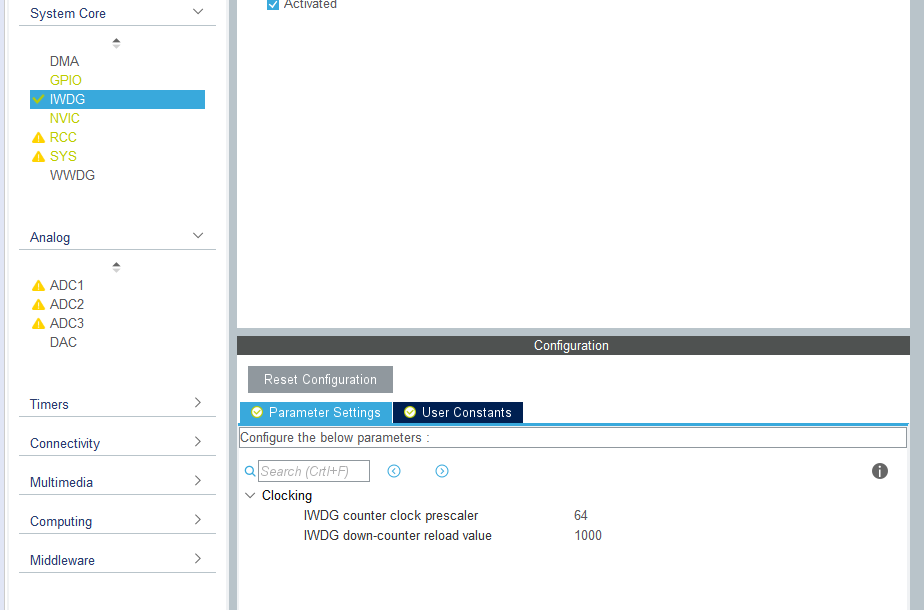 Activated
System Core
DMA
GPIO
IWDG
NVIC
RCC
SYS
WWDG
Analog
ADC1
ADC2
ADC3
DAC
Timers
Connectivity
Multimedia
Computing
Middleware
Configuration
Reset Configuration
Parameter Settings
User Constants
Configure the below parameters :
Search (CrtI+F)
Clocking
IWDG counter clock prescaler 64
IWDG down-counter reload value 1000